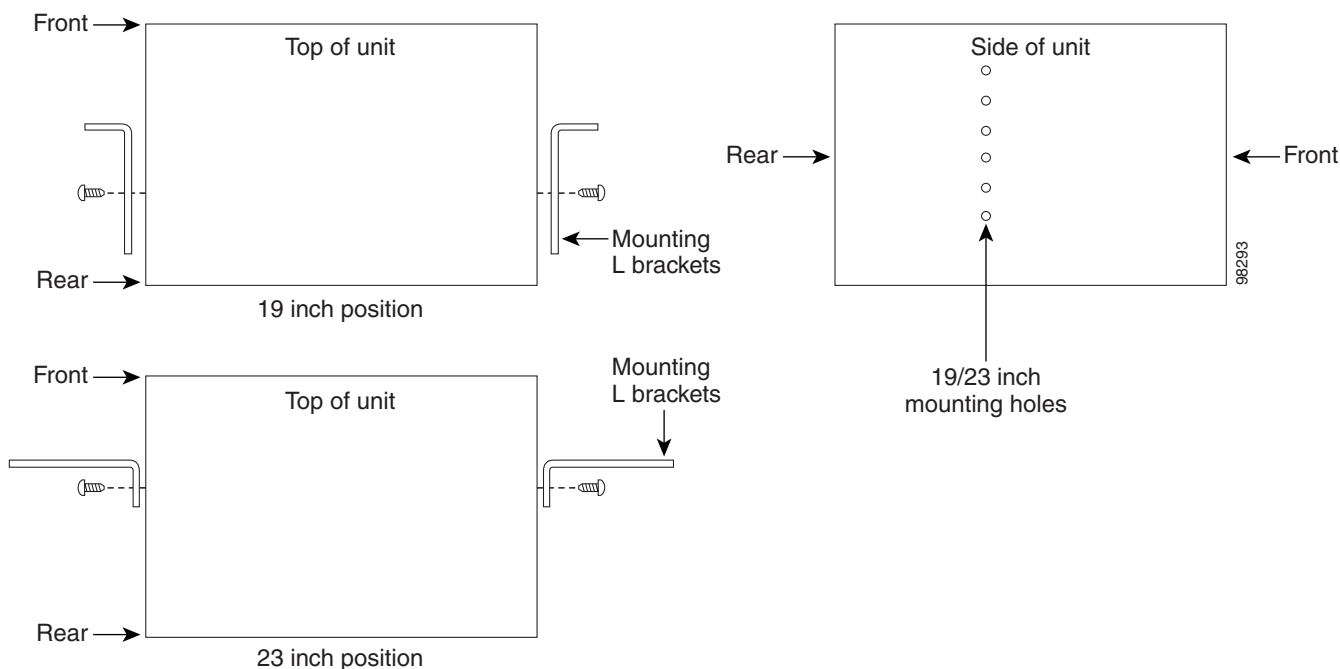 Front
Top of unit
Mounting
L brackets
Rear
19 inch position
Side of unit
Rear
Front
98293
19/23 inch
mounting holes
Front
Top of unit
Mounting
L brackets
Rear
23 inch position